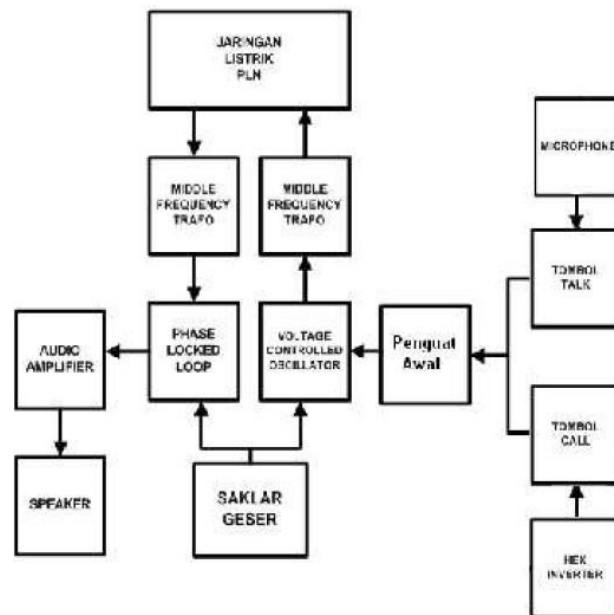 JARINGAN
LISTRIK
PLN
MICROPHONE
MIDDLE
FREQUENCY
TRAFO
MIDDLE
FREQUENCY
TRAFO
TOMBOL
TALK
AUDIO
AMPLIFIER
PHASE
LOCKED
LOOP
VOLTAGE
CONTROLLED
OSCILLATOR
Penguat
Awal
TOMBOL
CALL
SPEAKER
SAKLAR
GESER
HEX
INVERTER